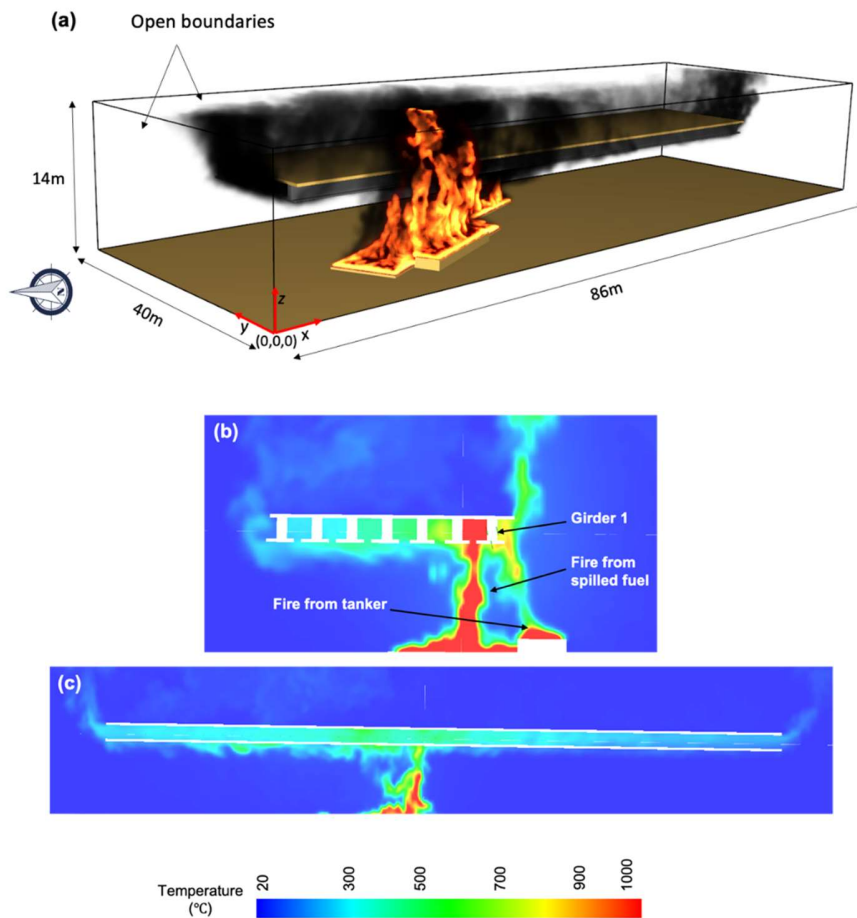 (a)
Open boundaries
14m
40m
86m
z
y
x
(0,0,0)
N
(b)
Girder 1
Fire from
spilled fuel
Fire from tanker
(c)
Temperature
(°C)
20
300
500
700
900
1000